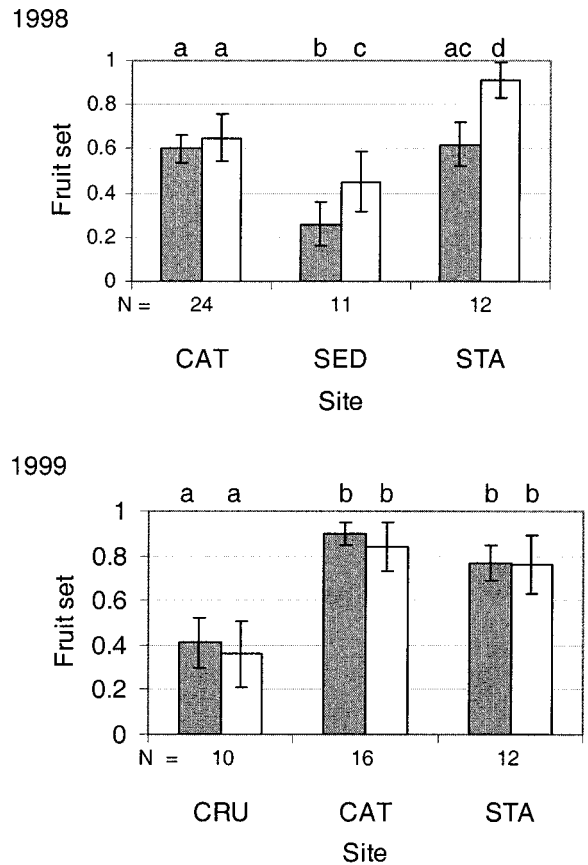 1998
a a b c ac d
1
0.8
0.6
0.4
0.2
0
Fruit set
N = 24 11 12
CAT SED STA
Site
1999
a a b b b b
1
0.8
0.6
0.4
0.2
0
Fruit set
N = 10 16 12
CRU CAT STA
Site